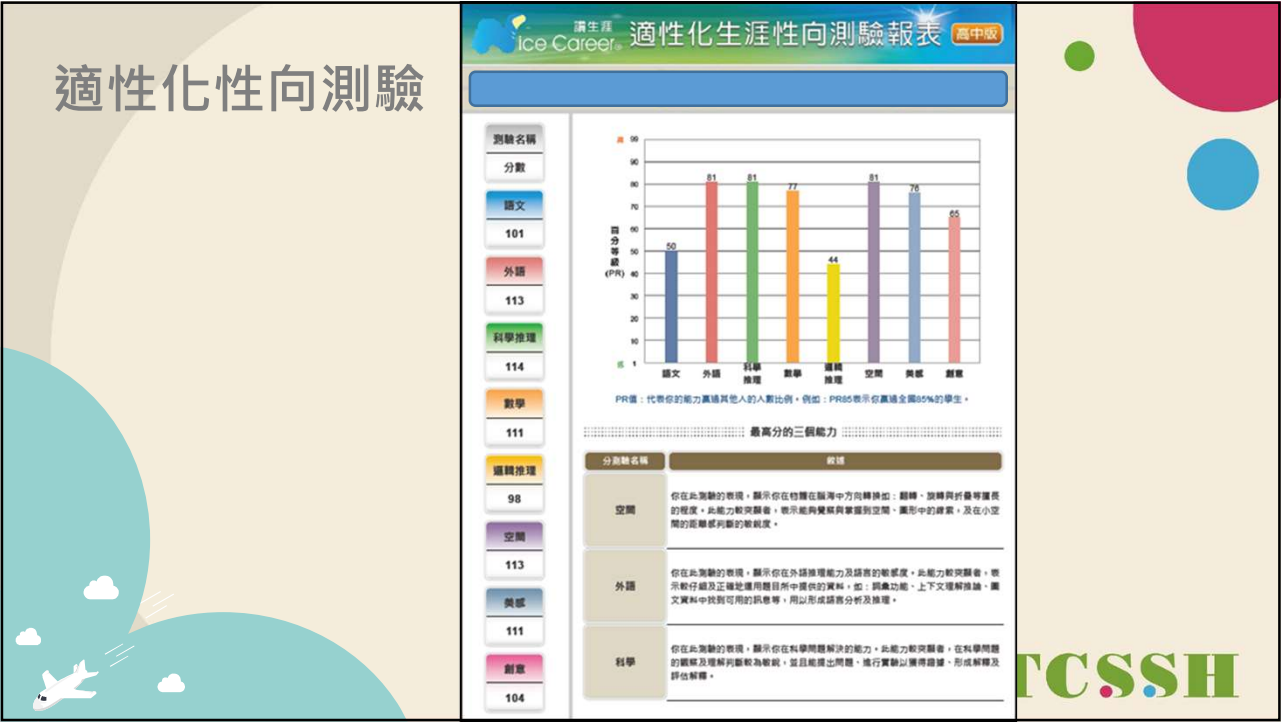 適性化性向測驗
讚生涯
ice Career®
適性化生涯性向測驗報表
高中版
測驗名稱
分數
語文
101
外語
113
科學推理
114
數學
111
邏輯推理
98
空間
113
美感
111
創意
104
高 99
90
80
70
60
50
40
30
20
10
低 1
百分等級(PR)
50
81
81
77
44
81
76
65
語文
外語
科學推理
數學
邏輯推理
空間
美感
創意
PR值：代表你的能力贏過其他人的人數比例。例如：PR85表示你贏過全國85%的學生。
最高分的三個能力
分測驗名稱
敘述
空間
你在此測驗的表現，顯示你在物體在腦海中方向轉換如：翻轉、旋轉與折疊等擅長
的程度。此能力較突顯者，表示能夠覺察與掌握到空間、圖形中的線索，及在小空
間的距離感判斷的敏銳度。
外語
你在此測驗的表現，顯示你在外語推理能力及語言的敏感度。此能力較突顯者，表
示較仔細及正確地運用題目所中提供的資料，如：詞彙功能、上下文理解推論、圖
文資料中找到可用的訊息等，用以形成語言分析及推理。
科學
你在此測驗的表現，顯示你在科學問題解決的能力。此能力較突顯者，在科學問題
的觀察及理解判斷較為敏銳，並且能提出問題、進行實驗以獲得證據、形成解釋及
評估解釋。
TCSSH